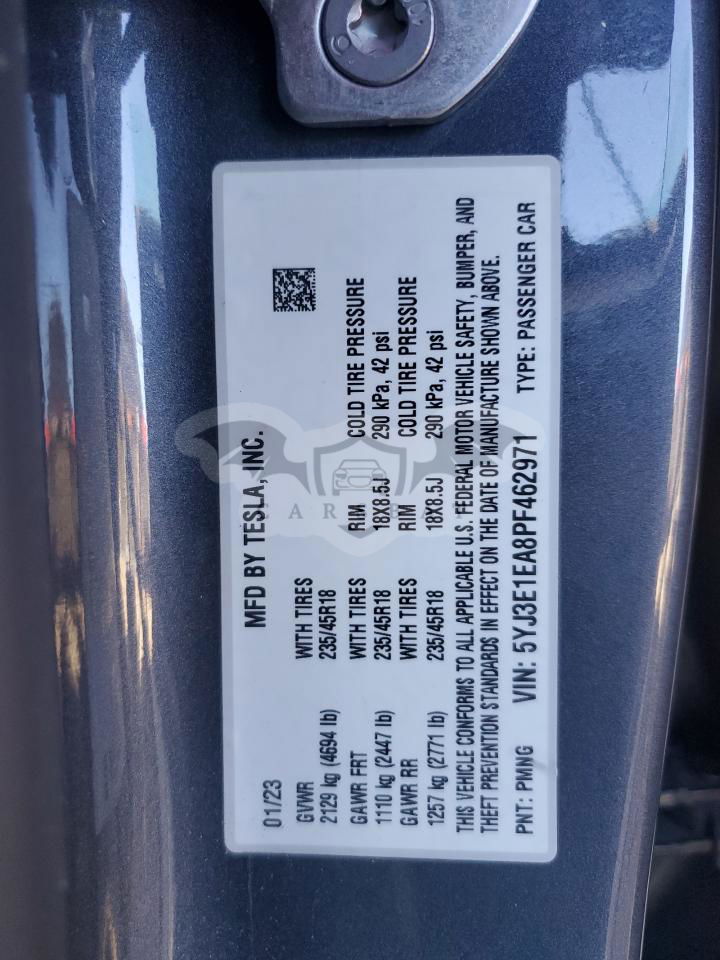 MFD BY TESLA, INC.
01/23
GVWR WITH TIRES RIM COLD TIRE PRESSURE
2129 kg (4694 lb) 235/45R18 18X8.5J 290 kPa, 42 psi
GAWR FRT WITH TIRES RIM COLD TIRE PRESSURE
1110 kg (2447 lb) 235/45R18 18X8.5J 290 kPa, 42 psi
GAWR RR WITH TIRES
1257 kg (2771 lb) 235/45R18
THIS VEHICLE CONFORMS TO ALL APPLICABLE U.S. FEDERAL MOTOR VEHICLE SAFETY, BUMPER, AND
THEFT PREVENTION STANDARDS IN EFFECT ON THE DATE OF MANUFACTURE SHOWN ABOVE.
PNT: PMNG VIN: 5YJ3E1EA8PF462971 TYPE: PASSENGER CAR